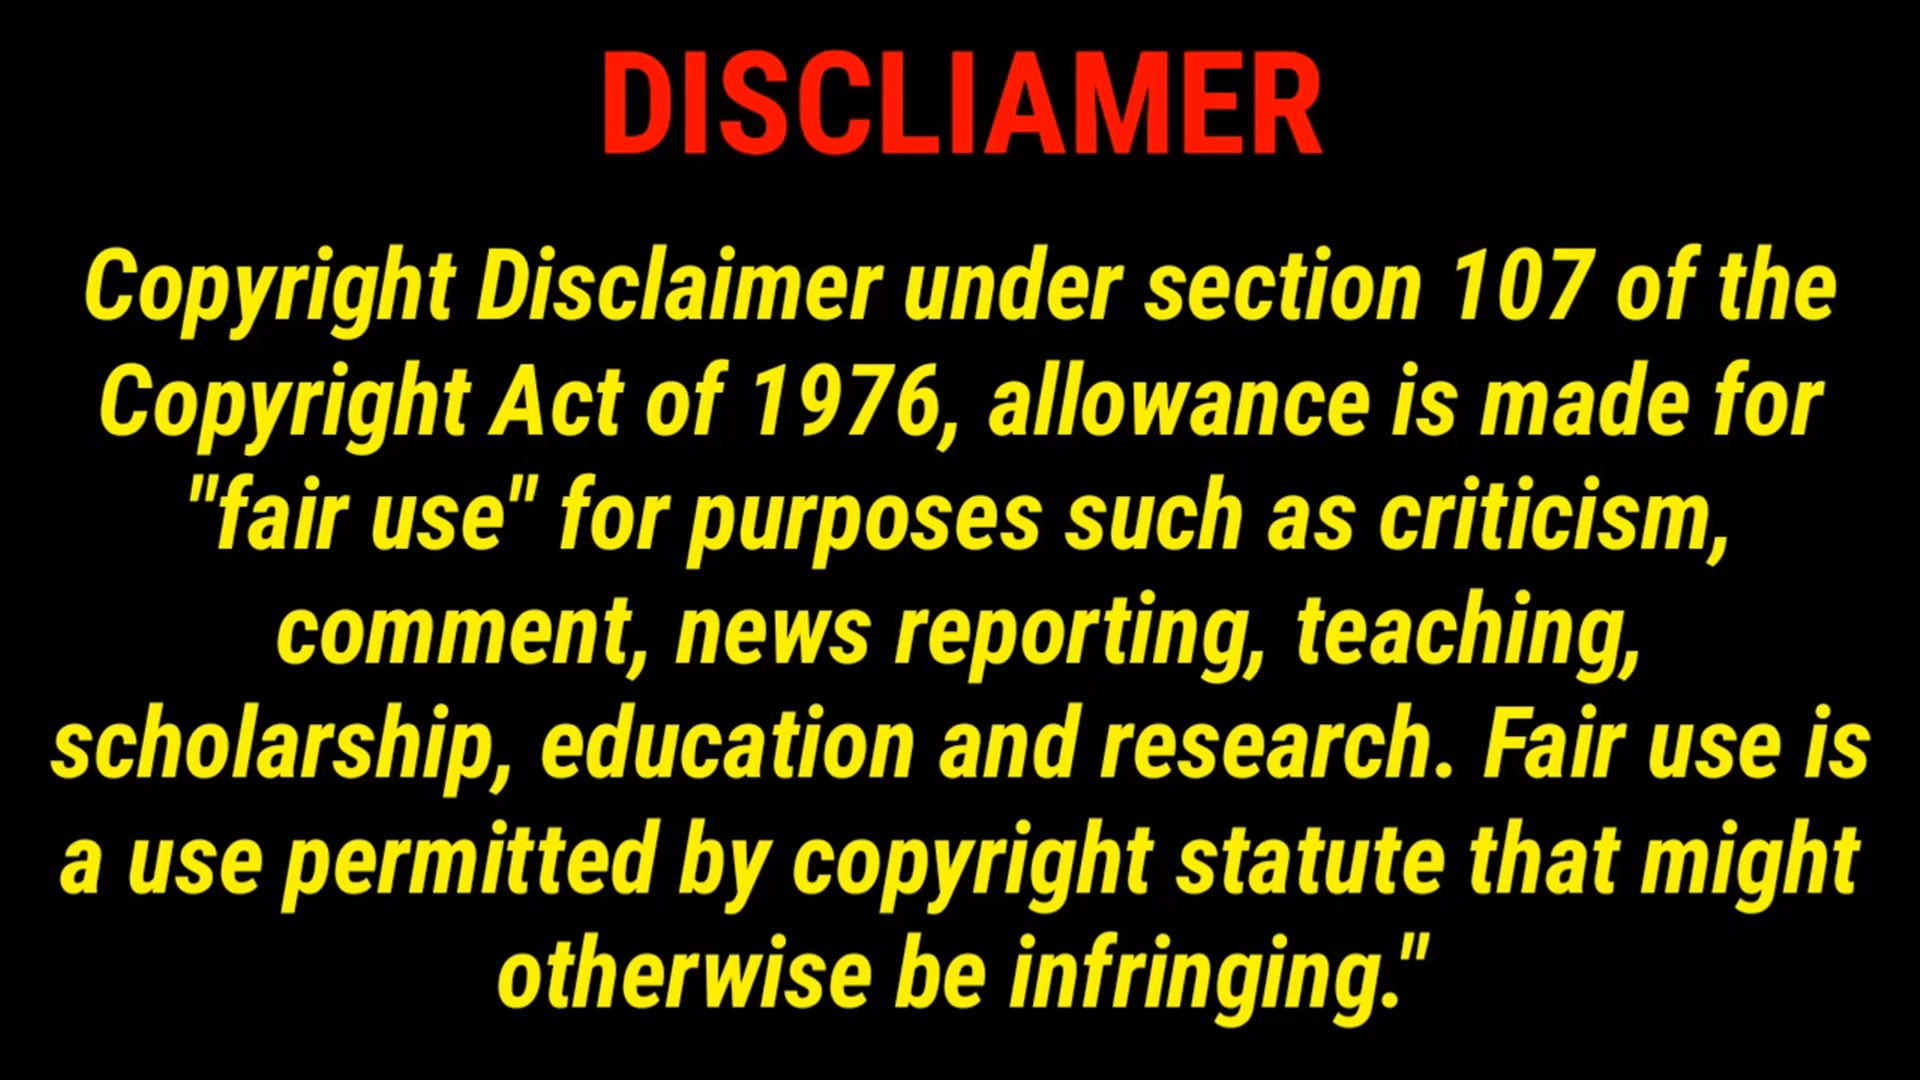 DISCLIAMER
Copyright Disclaimer under section 107 of the
Copyright Act of 1976, allowance is made for
"fair use" for purposes such as criticism,
comment, news reporting, teaching,
scholarship, education and research. Fair use is
a use permitted by copyright statute that might
otherwise be infringing."